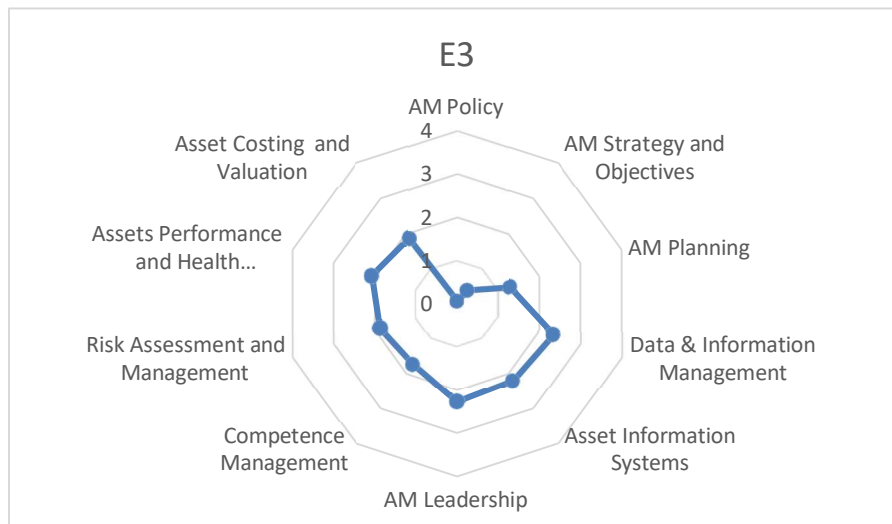 E3
AM Policy
AM Strategy and
Objectives
AM Planning
Data & Information
Management
Asset Information
Systems
AM Leadership
Competence
Management
Risk Assessment and
Management
Assets Performance
and Health...
Asset Costing and
Valuation
4
3
2
1
0